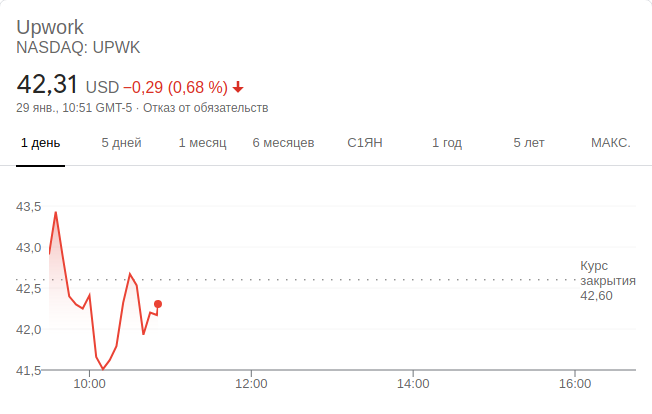 Upwork
NASDAQ: UPWK
42,31 USD −0,29 (0,68 %)
29 янв., 10:51 GMT-5 · Отказ от обязательств
1 день 5 дней 1 месяц 6 месяцев С1ЯН 1 год 5 лет МАКС.
43,5
43,0
Курс
закрытия
42,60
42,5
42,0
41,5
10:00 12:00 14:00 16:00